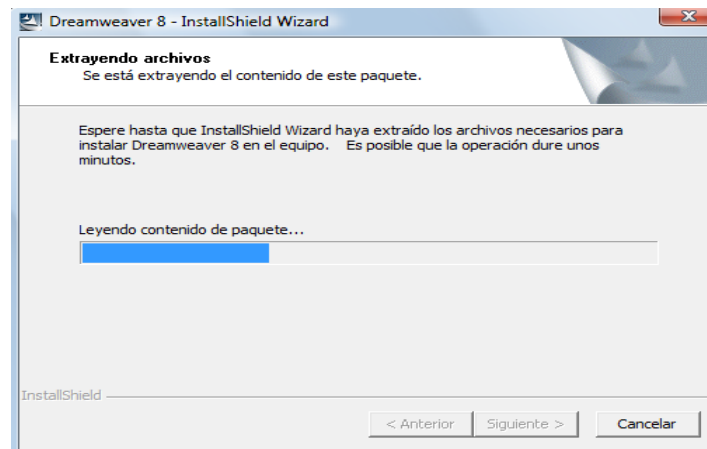 Dreamweaver 8 - InstallShield Wizard
Extrayendo archivos
Se está extrayendo el contenido de este paquete.
Espere hasta que InstallShield Wizard haya extraído los archivos necesarios para
instalar Dreamweaver 8 en el equipo. Es posible que la operación dure unos
minutos.
Leyendo contenido de paquete...
InstallShield
< Anterior Siguiente > Cancelar